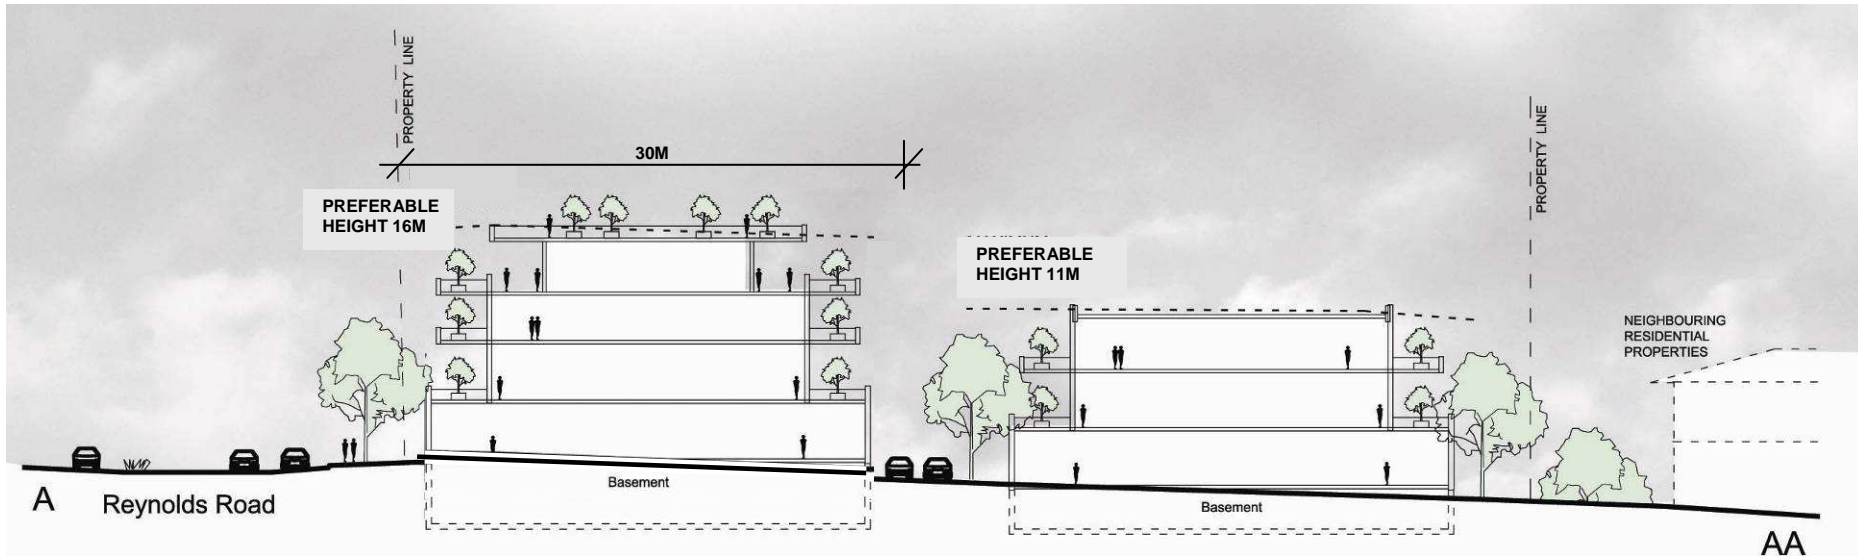 PROPERTY LINE
30M
PREFERABLE
HEIGHT 16M
PROPERTY LINE
PREFERABLE
HEIGHT 11M
NEIGHBOURING
RESIDENTIAL
PROPERTIES
Basement
Basement
A
Reynolds Road
AA